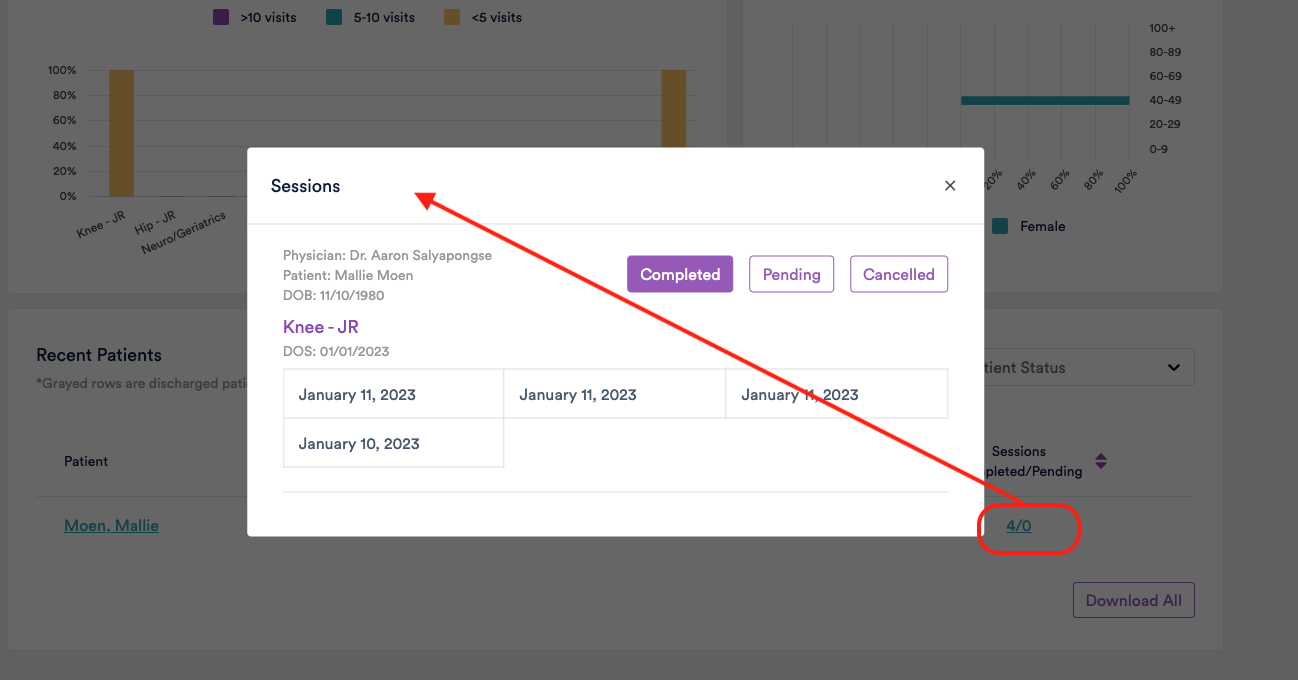 >10 visits 5-10 visits <5 visits
100%
80%
60%
40%
20%
0%
Knee - JR
Hip - JR
Neuro/Geriatrics
100+
80-89
60-69
40-49
20-29
0-9
20%
40%
60%
80%
100%
Female
Sessions
Physician: Dr. Aaron Salyapongse
Patient: Mallie Moen
DOB: 11/10/1980
Completed Pending Cancelled
Knee - JR
DOS: 01/01/2023
January 11, 2023 January 11, 2023 January 11, 2023
January 10, 2023
Recent Patients
*Grayed rows are discharged pati
tient Status
Patient
Sessions
pleted/Pending
Moen, Mallie
4/0
Download All